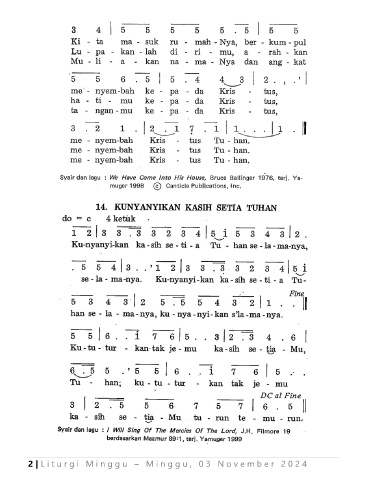 3 4 | 5 5 5 5 5 . 5 | 5 5
Ki - ta ma - suk ru - mah - Nya, ber - kum - pul
Lu - pa - kan - lah di - ri - mu, a - rah - kan
Mu - li - a - kan na - ma - Nya dan ang - kat
5 5 6 . 5 | 5 . 4 4 3 | 2 . , . ' |
me - nyem-bah ke - pa - da Kris - tus,
ha - ti - mu ke - pa - da Kris - tus,
ta - ngan - mu ke - pa - da Kris - tus,
3 . 2 1 . | 2 . 1 7 . 1 | 1 . . . | 1 . ||
me - nyem-bah Kris - tus Tu - han.
me - nyem-bah Kris - tus Tu - han.
me - nyem-bah Kris - tus Tu - han.
Syair dan lagu : We Have Come Into His House, Bruce Ballinger 1976, terj. Ya-
muger 1998 © Canticle Publications, Inc.
14. KUNYANYIKAN KASIH SETIA TUHAN
do = c 4 ketuk
1 2 | 3 3 . 3 3 2 3 4 | 5 i 5 3 4 3 | 2 .
Ku-nyanyi-kan ka-sih se - ti - a Tu - han se - la - ma-nya,
. 5 5 4 | 3 . . ' 1 2 | 3 3 . 3 3 2 3 4 | 5 i
se - la - ma-nya. Ku-nyanyi-kan ka-sih se - ti - a Tu-
Fine
5 3 4 3 | 2 5 . 5 5 4 3 2 | 1 . . ||
han se - la - ma-nya, ku - nya - nyi - kan s'la - ma - nya.
5 5 | 6 . . i 7 6 | 5 . . 3 | 2 . 3 4 . 6 |
Ku - tu - tur - kan tak je - mu ka - sih se - tia - Mu,
6 . 5 5 . ' 5 5 | 6 . . i 7 6 | 5 . .
Tu - han; ku - tu - tur - kan tak je - mu
DC al Fine
3 | 2 . 5 5 6 7 5 7 | 6 . 5 ||
ka - sih se - tia - Mu tu - run te - mu - run.
Syair dan lagu : I Will Sing Of The Mercies Of The Lord, J.H. Filmore 19
berdasarkan Mazmur 89:1, terj. Yamuger 1999
2 | Liturgi Minggu – Minggu, 03 November 2024